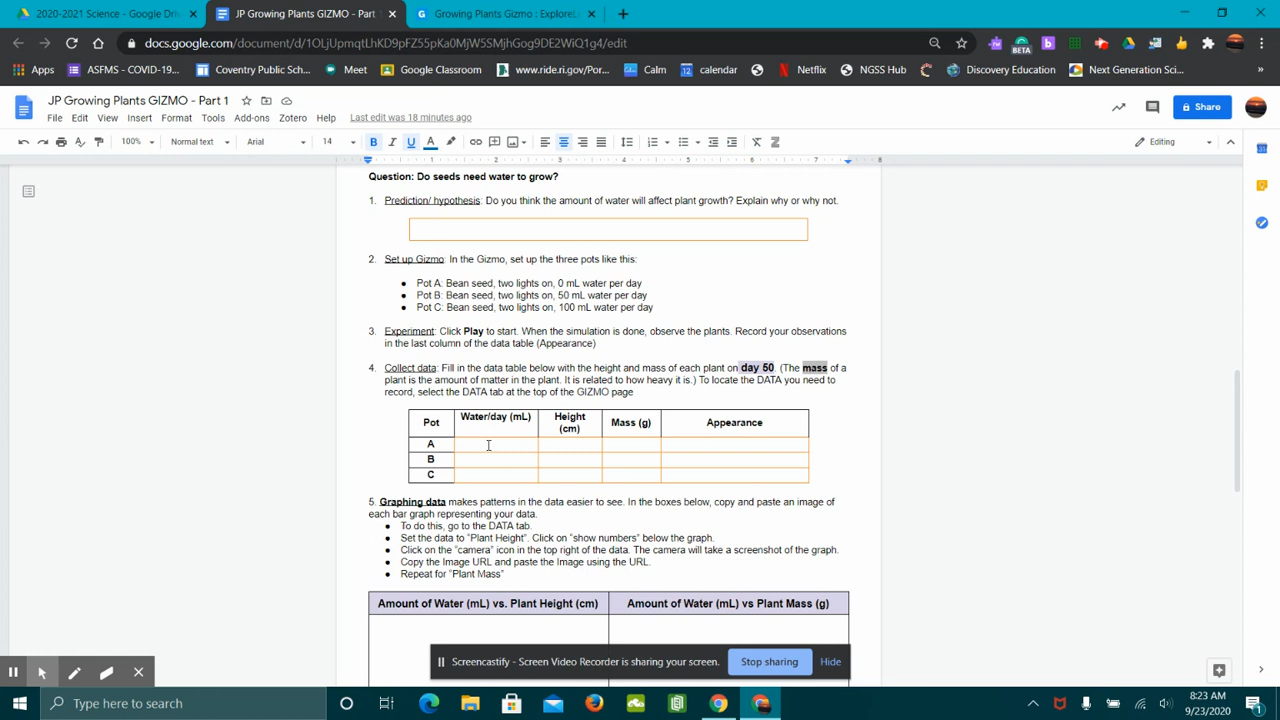 2020-2021 Science - Google Driv
JP Growing Plants GIZMO - Part 1
Growing Plants Gizmo : ExploreLe
docs.google.com/document/d/1OLjUpmqtLhKD9pFZ55pKa0MjW5SMjhGog9DE2WiQ1g4/edit
BETA
Apps
ASFMS - COVID-19...
Coventry Public Sch...
Meet
Google Classroom
www.ride.ri.gov/Por...
Calm
calendar
Netflix
NGSS Hub
Discovery Education
Next Generation Sci...
JP Growing Plants GIZMO - Part 1
File Edit View Insert Format Tools Add-ons Zotero Help Last edit was 18 minutes ago
Share
100% Normal text Arial 14 B I U A Editing
1 2 3 4 5 6 7 8
Question: Do seeds need water to grow?
1. Prediction/ hypothesis: Do you think the amount of water will affect plant growth? Explain why or why not.
2. Set up Gizmo: In the Gizmo, set up the three pots like this:
● Pot A: Bean seed, two lights on, 0 mL water per day
● Pot B: Bean seed, two lights on, 50 mL water per day
● Pot C: Bean seed, two lights on, 100 mL water per day
3. Experiment: Click Play to start. When the simulation is done, observe the plants. Record your observations
in the last column of the data table (Appearance)
4. Collect data: Fill in the data table below with the height and mass of each plant on day 50. (The mass of a
plant is the amount of matter in the plant. It is related to how heavy it is.) To locate the DATA you need to
record, select the DATA tab at the top of the GIZMO page
Pot Water/day (mL) Height (cm) Mass (g) Appearance
A
B
C
5. Graphing data makes patterns in the data easier to see. In the boxes below, copy and paste an image of
each bar graph representing your data.
● To do this, go to the DATA tab.
● Set the data to "Plant Height". Click on "show numbers" below the graph.
● Click on the "camera" icon in the top right of the data. The camera will take a screenshot of the graph.
● Copy the Image URL and paste the Image using the URL.
● Repeat for "Plant Mass"
Amount of Water (mL) vs. Plant Height (cm) Amount of Water (mL) vs Plant Mass (g)
Screencastify - Screen Video Recorder is sharing your screen. Stop sharing Hide
Type here to search
8:23 AM
9/23/2020